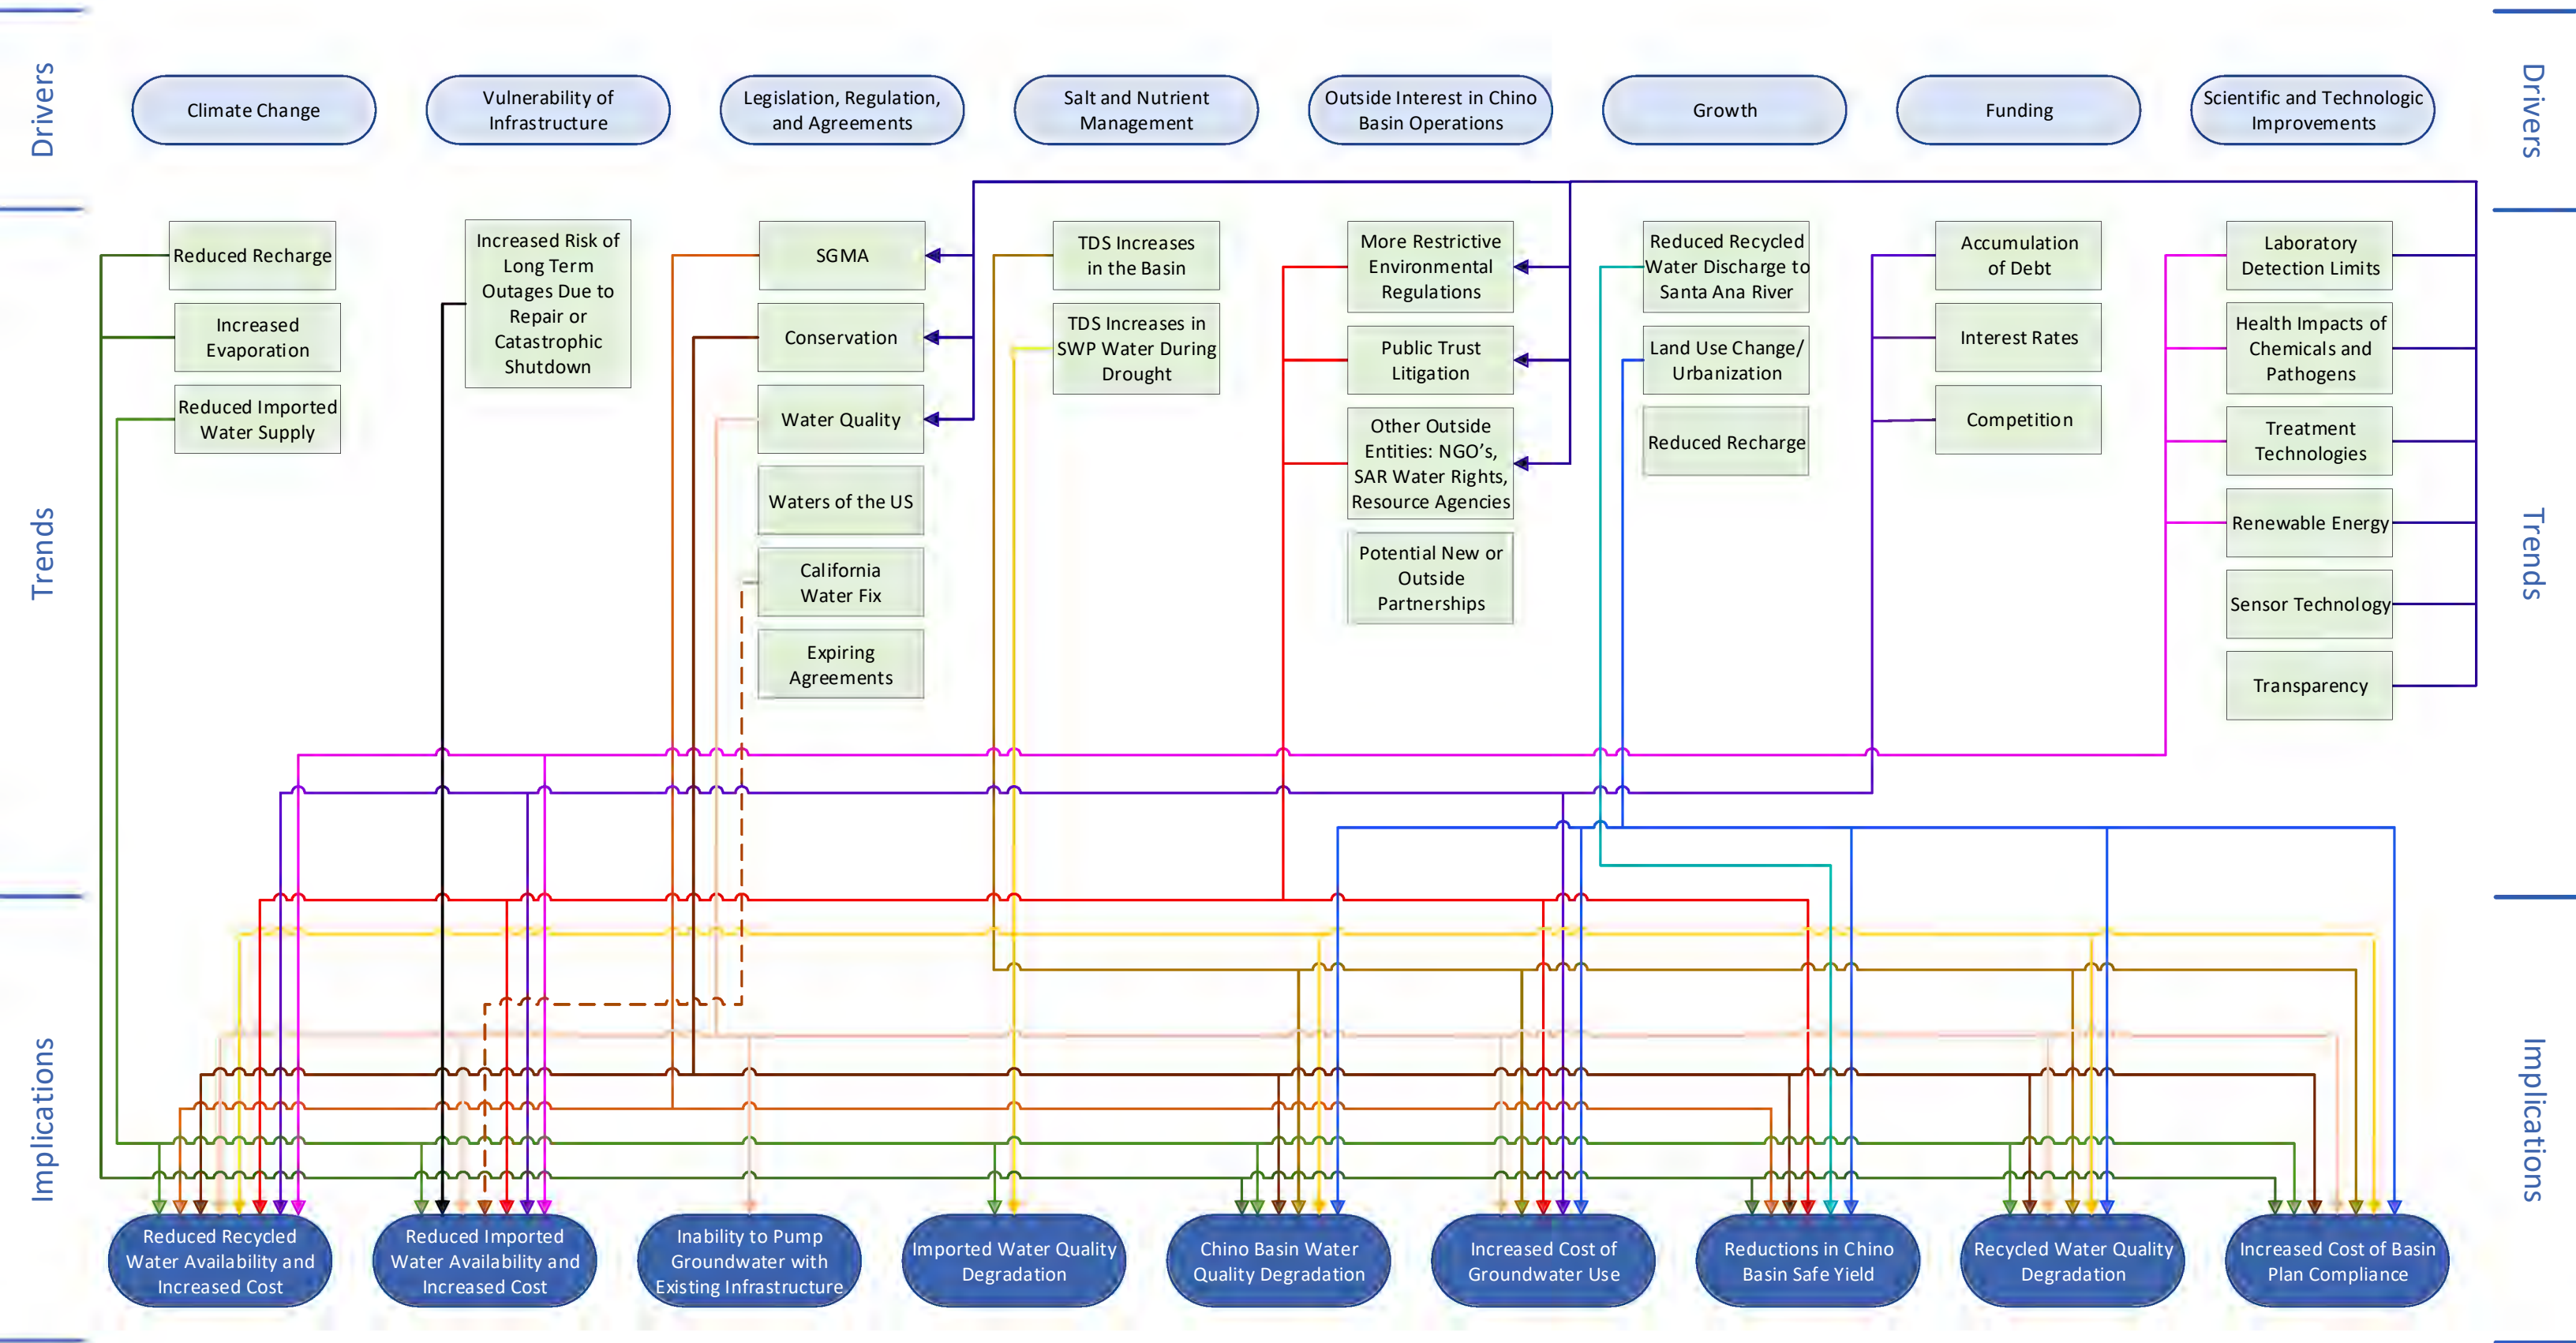 Drivers
Climate Change
Vulnerability of
Infrastructure
Legislation, Regulation,
and Agreements
Salt and Nutrient
Management
Outside Interest in Chino
Basin Operations
Growth
Funding
Scientific and Technologic
Improvements
Drivers
Trends
Reduced Recharge
Increased
Evaporation
Reduced Imported
Water Supply
Increased Risk of
Long Term
Outages Due to
Repair or
Catastrophic
Shutdown
SGMA
Conservation
Water Quality
Waters of the US
California
Water Fix
Expiring
Agreements
TDS Increases
in the Basin
TDS Increases in
SWP Water During
Drought
More Restrictive
Environmental
Regulations
Public Trust
Litigation
Other Outside
Entities: NGO's,
SAR Water Rights,
Resource Agencies
Potential New or
Outside
Partnerships
Reduced Recycled
Water Discharge to
Santa Ana River
Land Use Change/
Urbanization
Reduced Recharge
Accumulation
of Debt
Interest Rates
Competition
Laboratory
Detection Limits
Health Impacts of
Chemicals and
Pathogens
Treatment
Technologies
Renewable Energy
Sensor Technology
Transparency
Trends
Implications
Reduced Recycled
Water Availability and
Increased Cost
Reduced Imported
Water Availability and
Increased Cost
Inability to Pump
Groundwater with
Existing Infrastructure
Imported Water Quality
Degradation
Chino Basin Water
Quality Degradation
Increased Cost of
Groundwater Use
Reductions in Chino
Basin Safe Yield
Recycled Water Quality
Degradation
Increased Cost of Basin
Plan Compliance
Implications